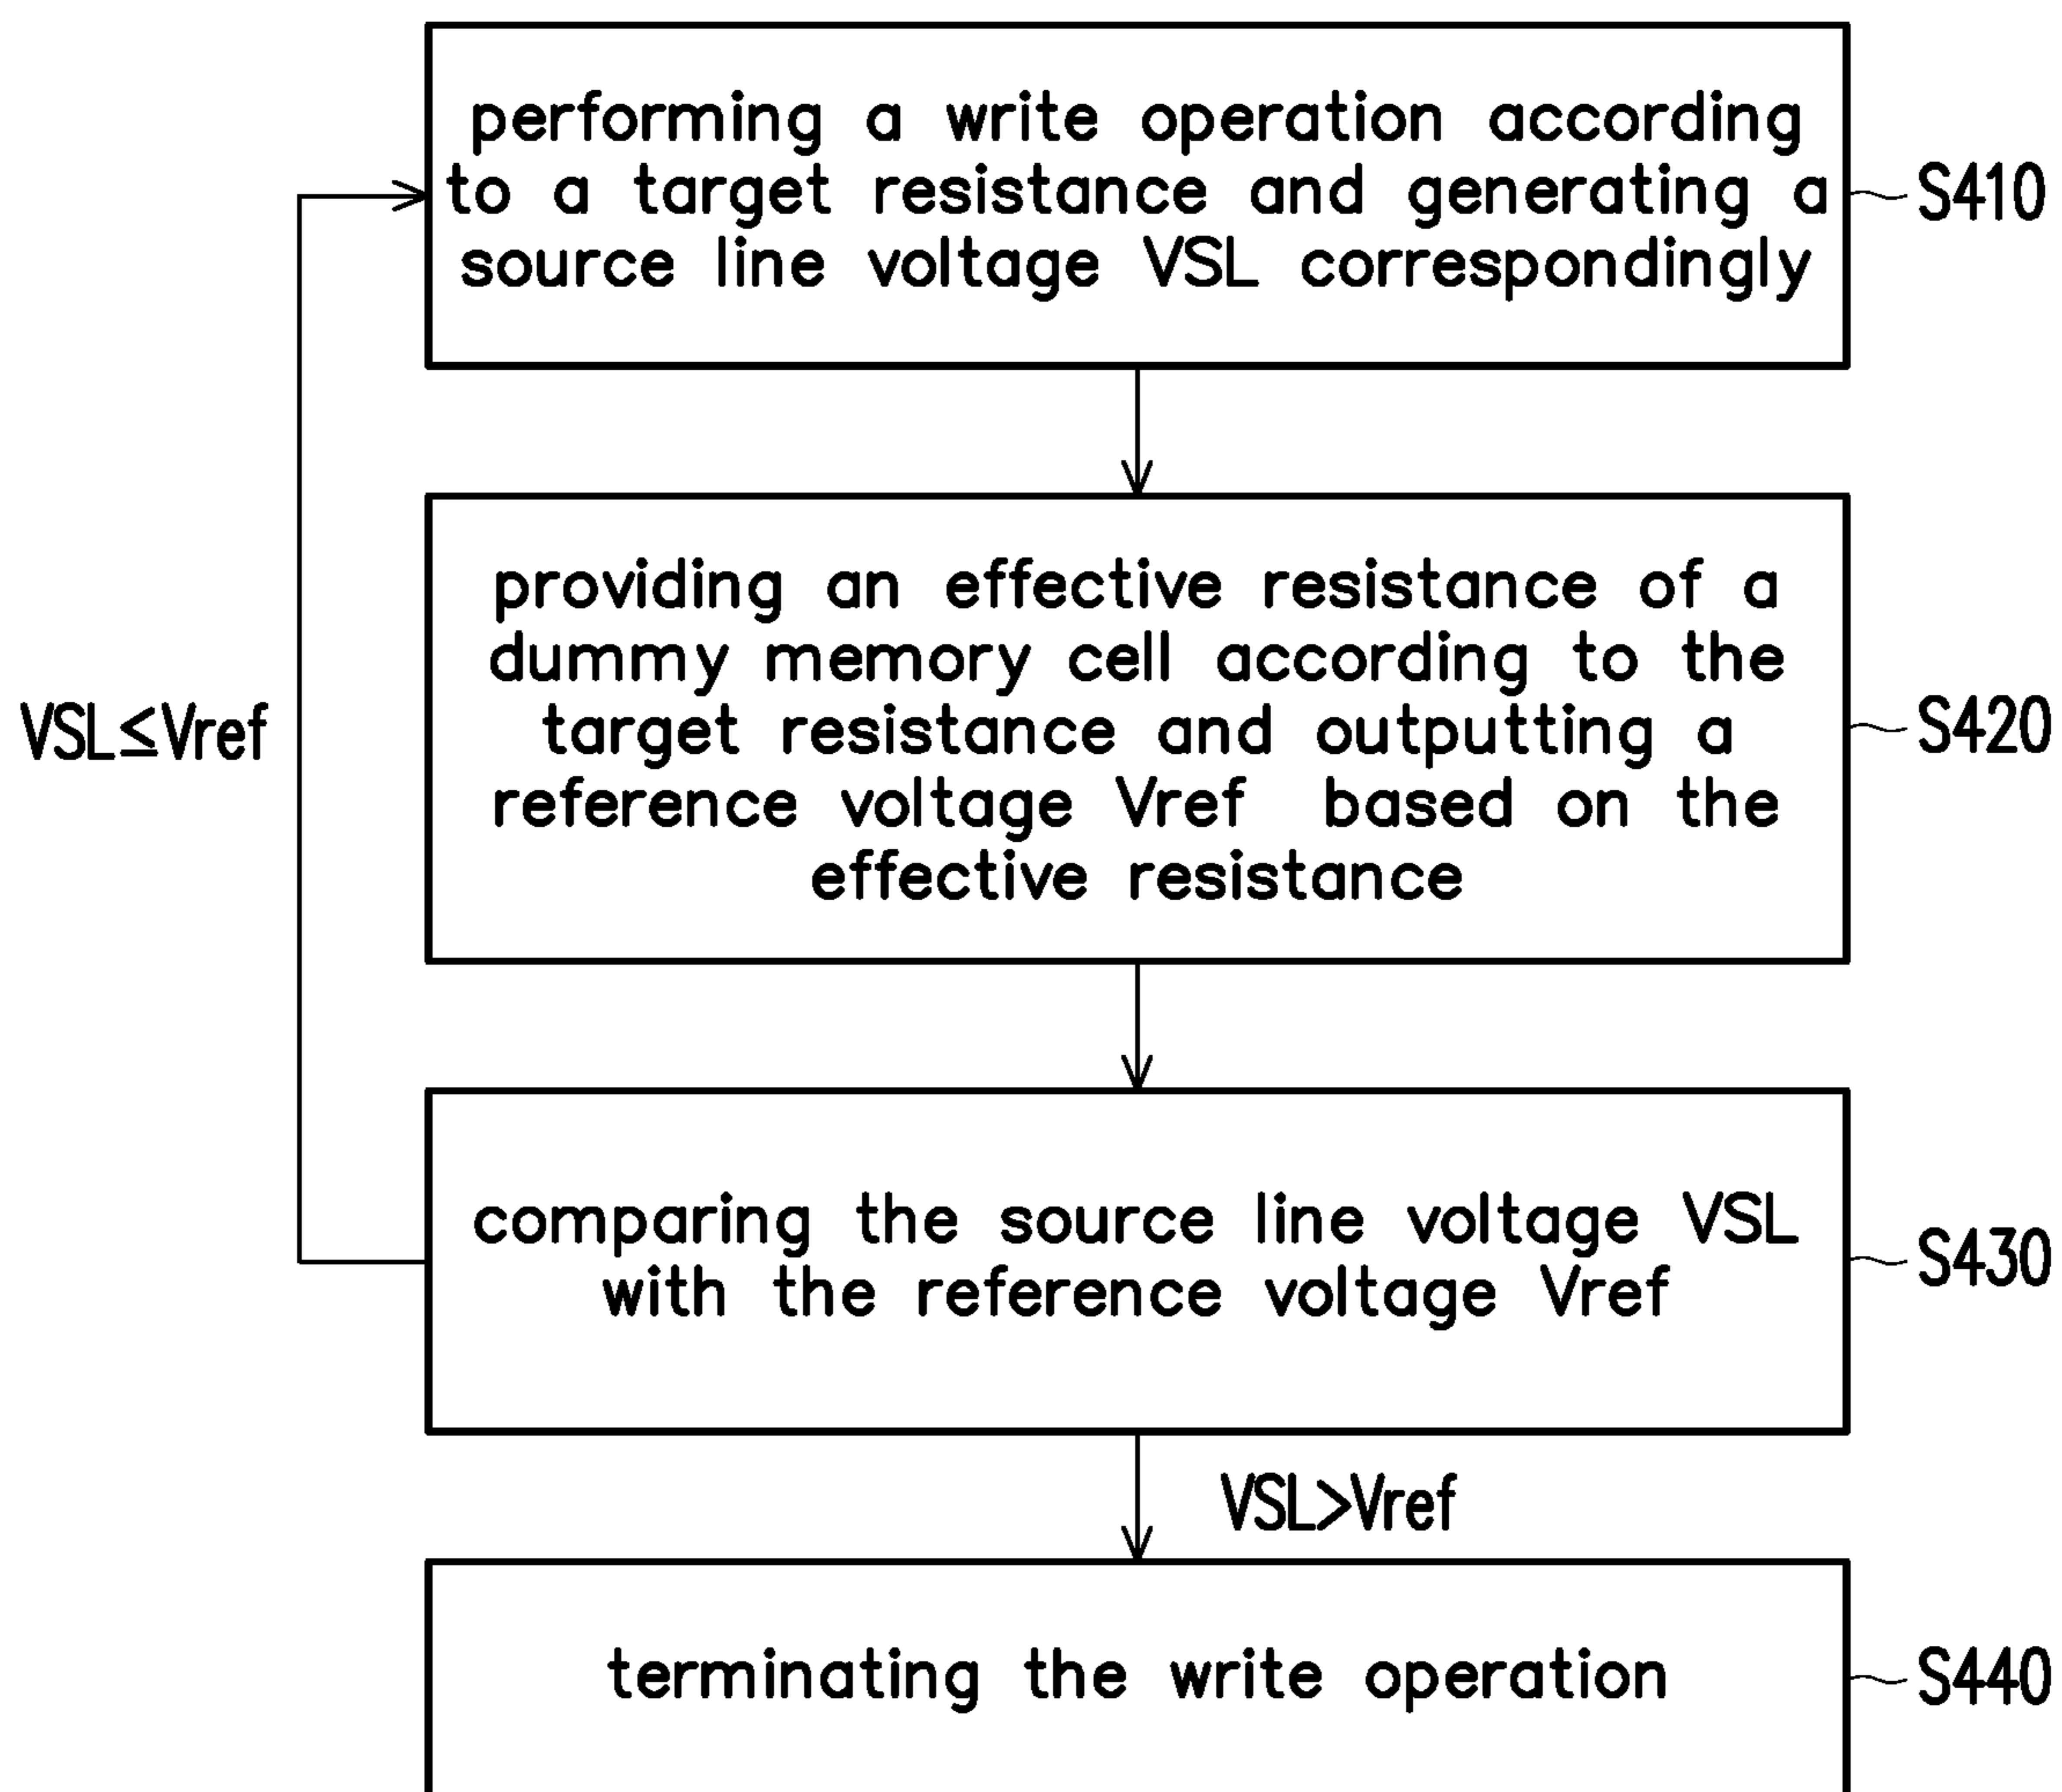 performing a write operation according
to a target resistance and generating a
source line voltage VSL correspondingly
S410
providing an effective resistance of a
dummy memory cell according to the
target resistance and outputting a
reference voltage Vref based on the
effective resistance
S420
VSL≤Vref
comparing the source line voltage VSL
with the reference voltage Vref
S430
VSL>Vref
terminating the write operation
S440